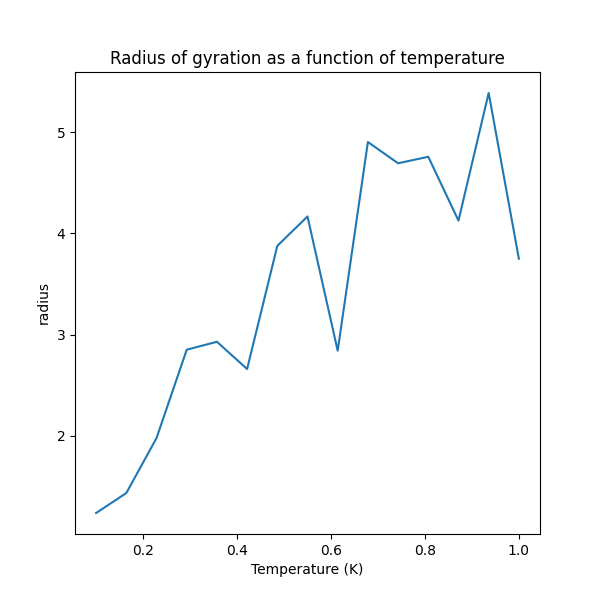 Radius of gyration as a function of temperature
5
4
3
2
radius
0.2 0.4 0.6 0.8 1.0
Temperature (K)